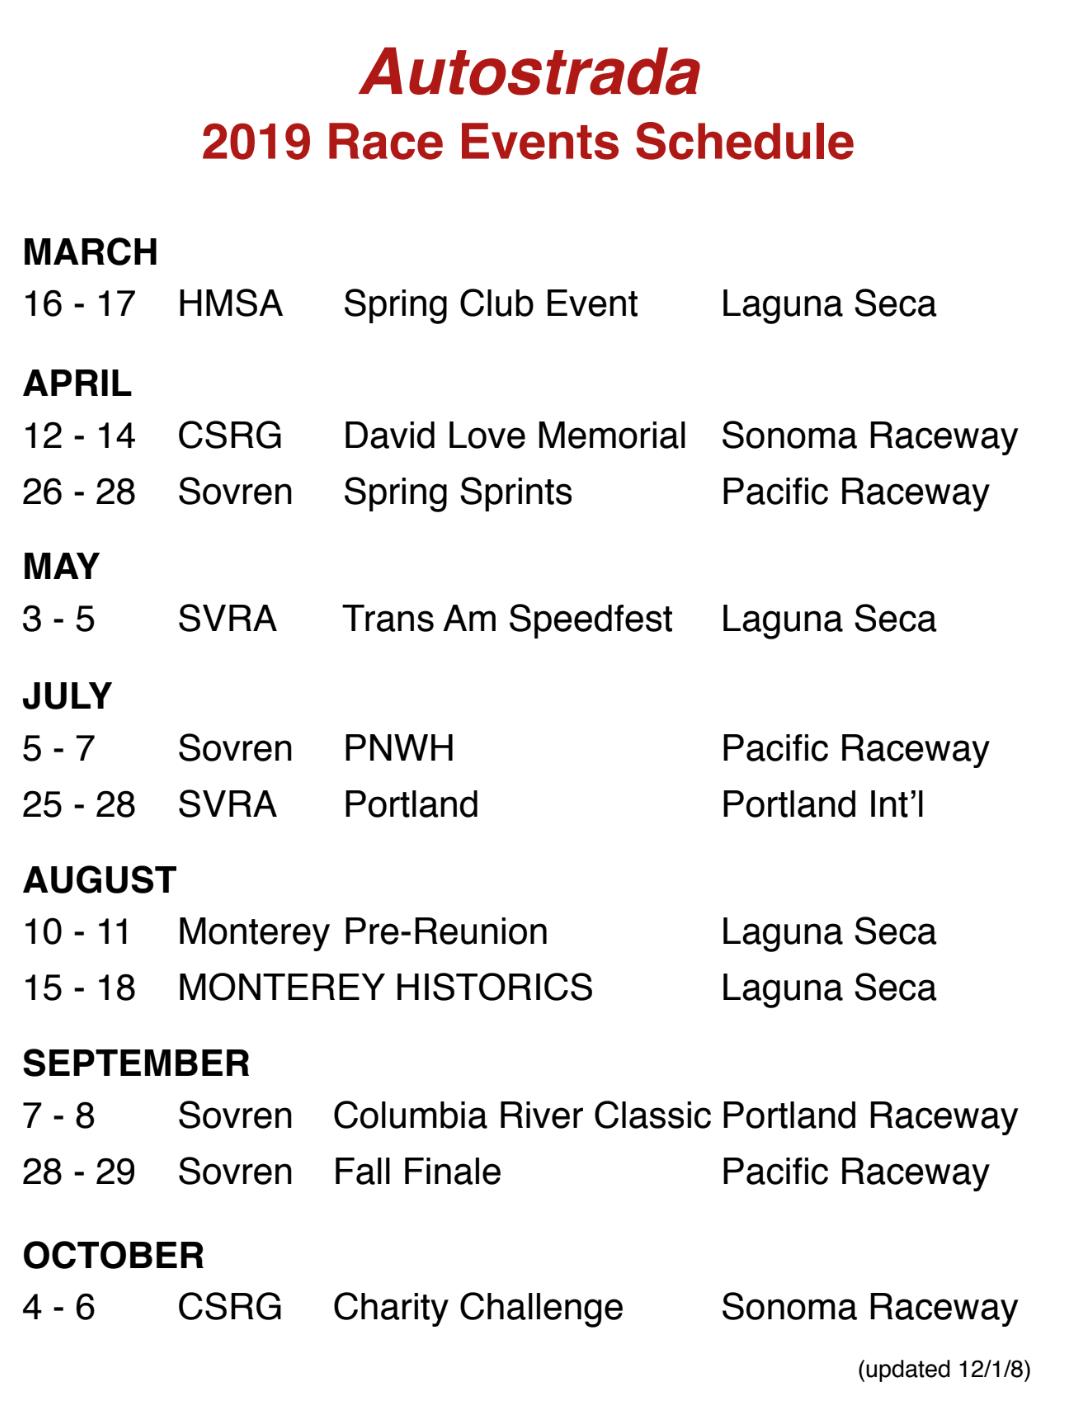 Autostrada
2019 Race Events Schedule
MARCH
16 - 17 HMSA Spring Club Event Laguna Seca
APRIL
12 - 14 CSRG David Love Memorial Sonoma Raceway
26 - 28 Sovren Spring Sprints Pacific Raceway
MAY
3 - 5 SVRA Trans Am Speedfest Laguna Seca
JULY
5 - 7 Sovren PNWH Pacific Raceway
25 - 28 SVRA Portland Portland Int’l
AUGUST
10 - 11 Monterey Pre-Reunion Laguna Seca
15 - 18 MONTEREY HISTORICS Laguna Seca
SEPTEMBER
7 - 8 Sovren Columbia River Classic Portland Raceway
28 - 29 Sovren Fall Finale Pacific Raceway
OCTOBER
4 - 6 CSRG Charity Challenge Sonoma Raceway
(updated 12/1/8)